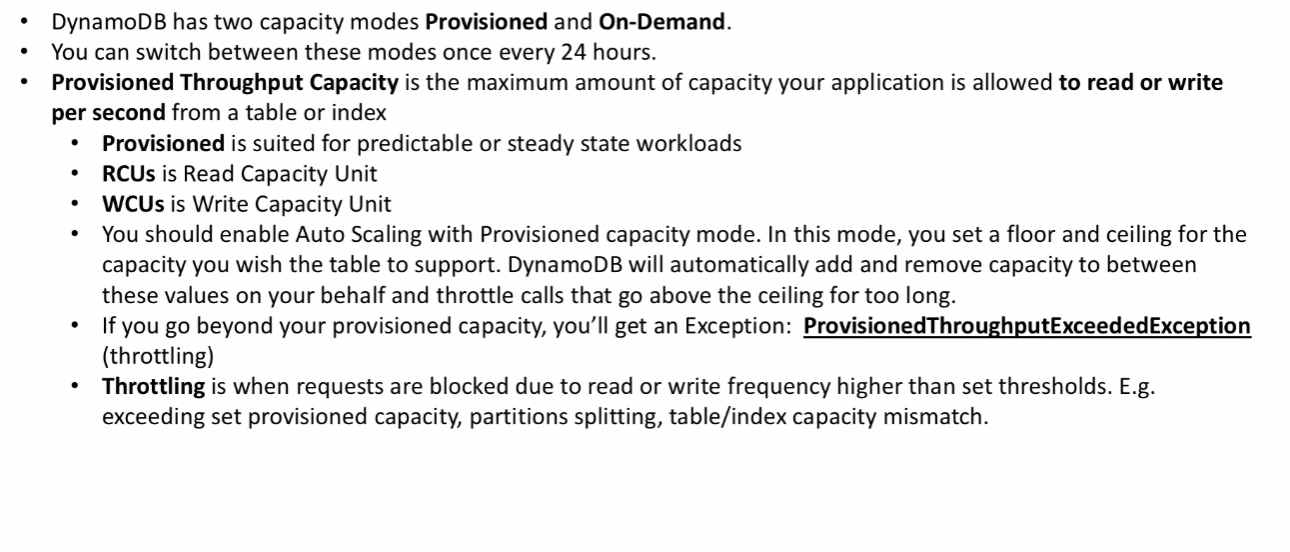 • DynamoDB has two capacity modes Provisioned and On-Demand.
• You can switch between these modes once every 24 hours.
• Provisioned Throughput Capacity is the maximum amount of capacity your application is allowed to read or write
per second from a table or index
• Provisioned is suited for predictable or steady state workloads
• RCUs is Read Capacity Unit
• WCUs is Write Capacity Unit
• You should enable Auto Scaling with Provisioned capacity mode. In this mode, you set a floor and ceiling for the
capacity you wish the table to support. DynamoDB will automatically add and remove capacity to between
these values on your behalf and throttle calls that go above the ceiling for too long.
• If you go beyond your provisioned capacity, you’ll get an Exception: ProvisionedThroughputExceededException
(throttling)
• Throttling is when requests are blocked due to read or write frequency higher than set thresholds. E.g.
exceeding set provisioned capacity, partitions splitting, table/index capacity mismatch.